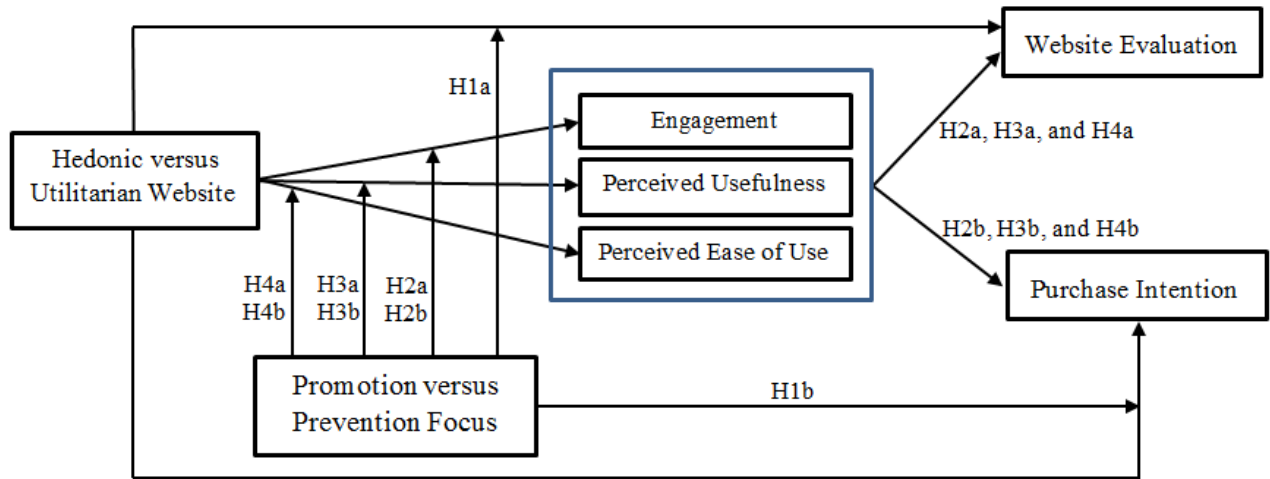 Website Evaluation
H1a
Engagement
H2a, H3a, and H4a
Hedonic versus
Utilitarian Website
Perceived Usefulness
H2b, H3b, and H4b
Perceived Ease of Use
H4a
H4b
H3a
H3b
H2a
H2b
Purchase Intention
Promotion versus
Prevention Focus
H1b